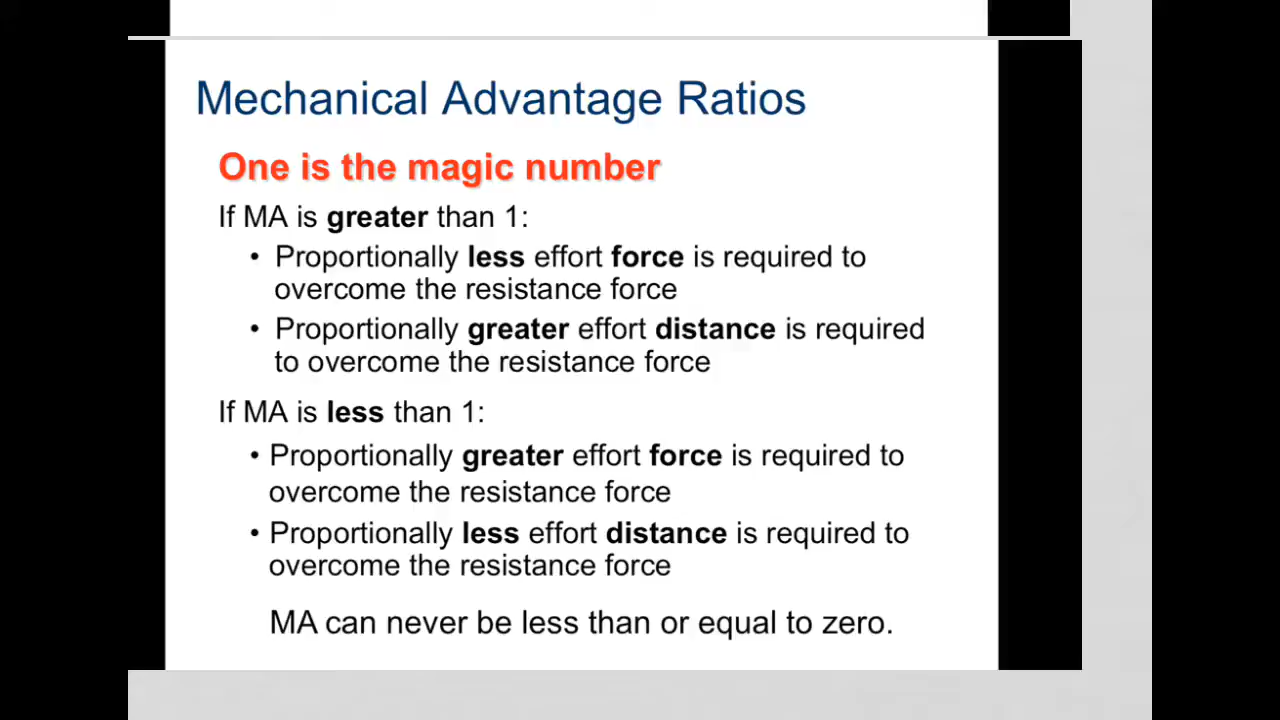 Mechanical Advantage Ratios
One is the magic number
If MA is greater than 1:
• Proportionally less effort force is required to
overcome the resistance force
• Proportionally greater effort distance is required
to overcome the resistance force
If MA is less than 1:
• Proportionally greater effort force is required to
overcome the resistance force
• Proportionally less effort distance is required to
overcome the resistance force
MA can never be less than or equal to zero.